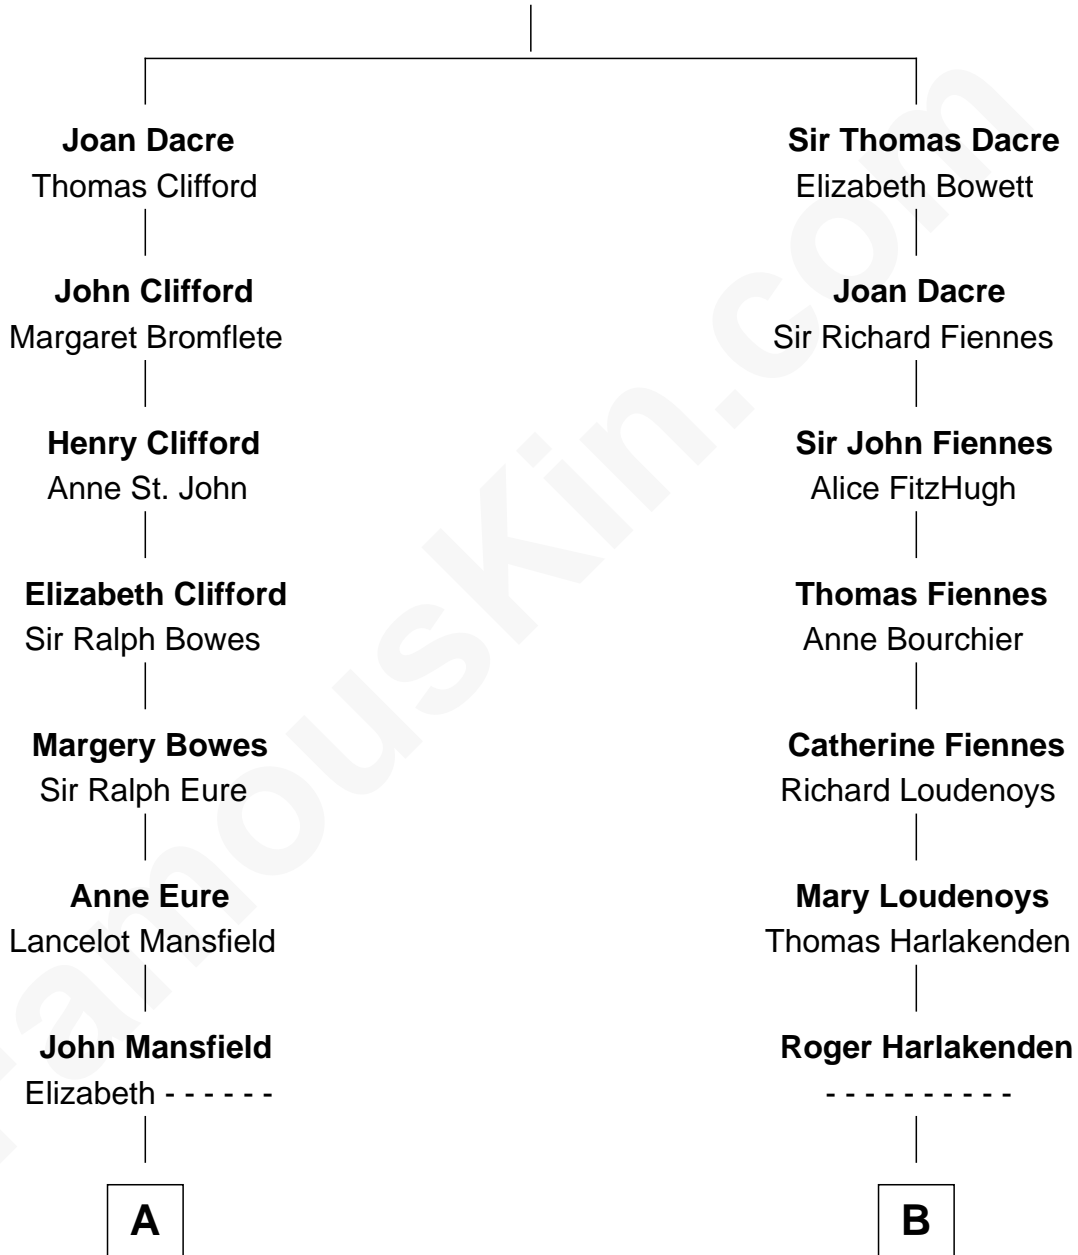 Joan Dacre
Thomas Clifford
John Clifford
Margaret Bromflete
Henry Clifford
Anne St. John
Elizabeth Clifford
Sir Ralph Bowes
Margery Bowes
Sir Ralph Eure
Anne Eure
Lancelot Mansfield
John Mansfield
Elizabeth - - - - - -
A
Sir Thomas Dacre
Elizabeth Bowett
Joan Dacre
Sir Richard Fiennes
Sir John Fiennes
Alice FitzHugh
Thomas Fiennes
Anne Bourchier
Catherine Fiennes
Richard Loudenoys
Mary Loudenoys
Thomas Harlakenden
Roger Harlakenden
- - - - - - - - - -
B
FamousKin.com